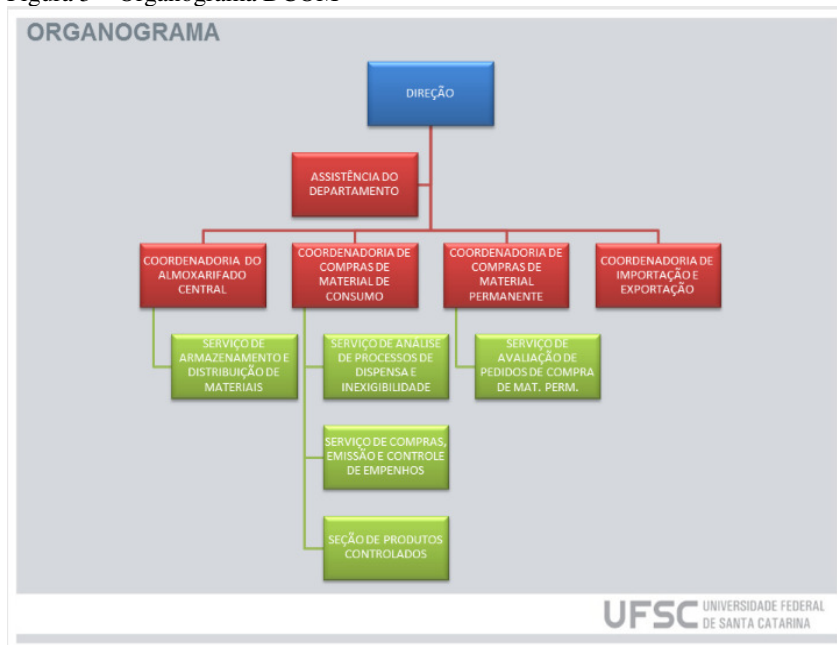 Figura 3 – Organograma DCOM
ORGANOGRAMA
DIREÇÃO
ASSISTÊNCIA DO
DEPARTAMENTO
COORDENADORIA DO
ALMOXARIFADO
CENTRAL
COORDENADORIA DE
COMPRAS DE
MATERIAL DE
CONSUMO
COORDENADORIA DE
COMPRAS DE
MATERIAL
PERMANENTE
COORDENADORIA DE
IMPORTAÇÃO E
EXPORTAÇÃO
SERVIÇO DE
ARMAZENAMENTO E
DISTRIBUIÇÃO DE
MATERIAIS
SERVIÇO DE ANÁLISE
DE PROCESSOS DE
DISPENSA E
INEXIGIBILIDADE
SERVIÇO DE
AVALIAÇÃO DE
PEDIDOS DE COMPRA
DE MAT. PERM.
SERVIÇO DE COMPRAS,
EMISSÃO E CONTROLE
DE EMPENHOS
SEÇÃO DE PRODUTOS
CONTROLADOS
UFSC
UNIVERSIDADE FEDERAL
DE SANTA CATARINA